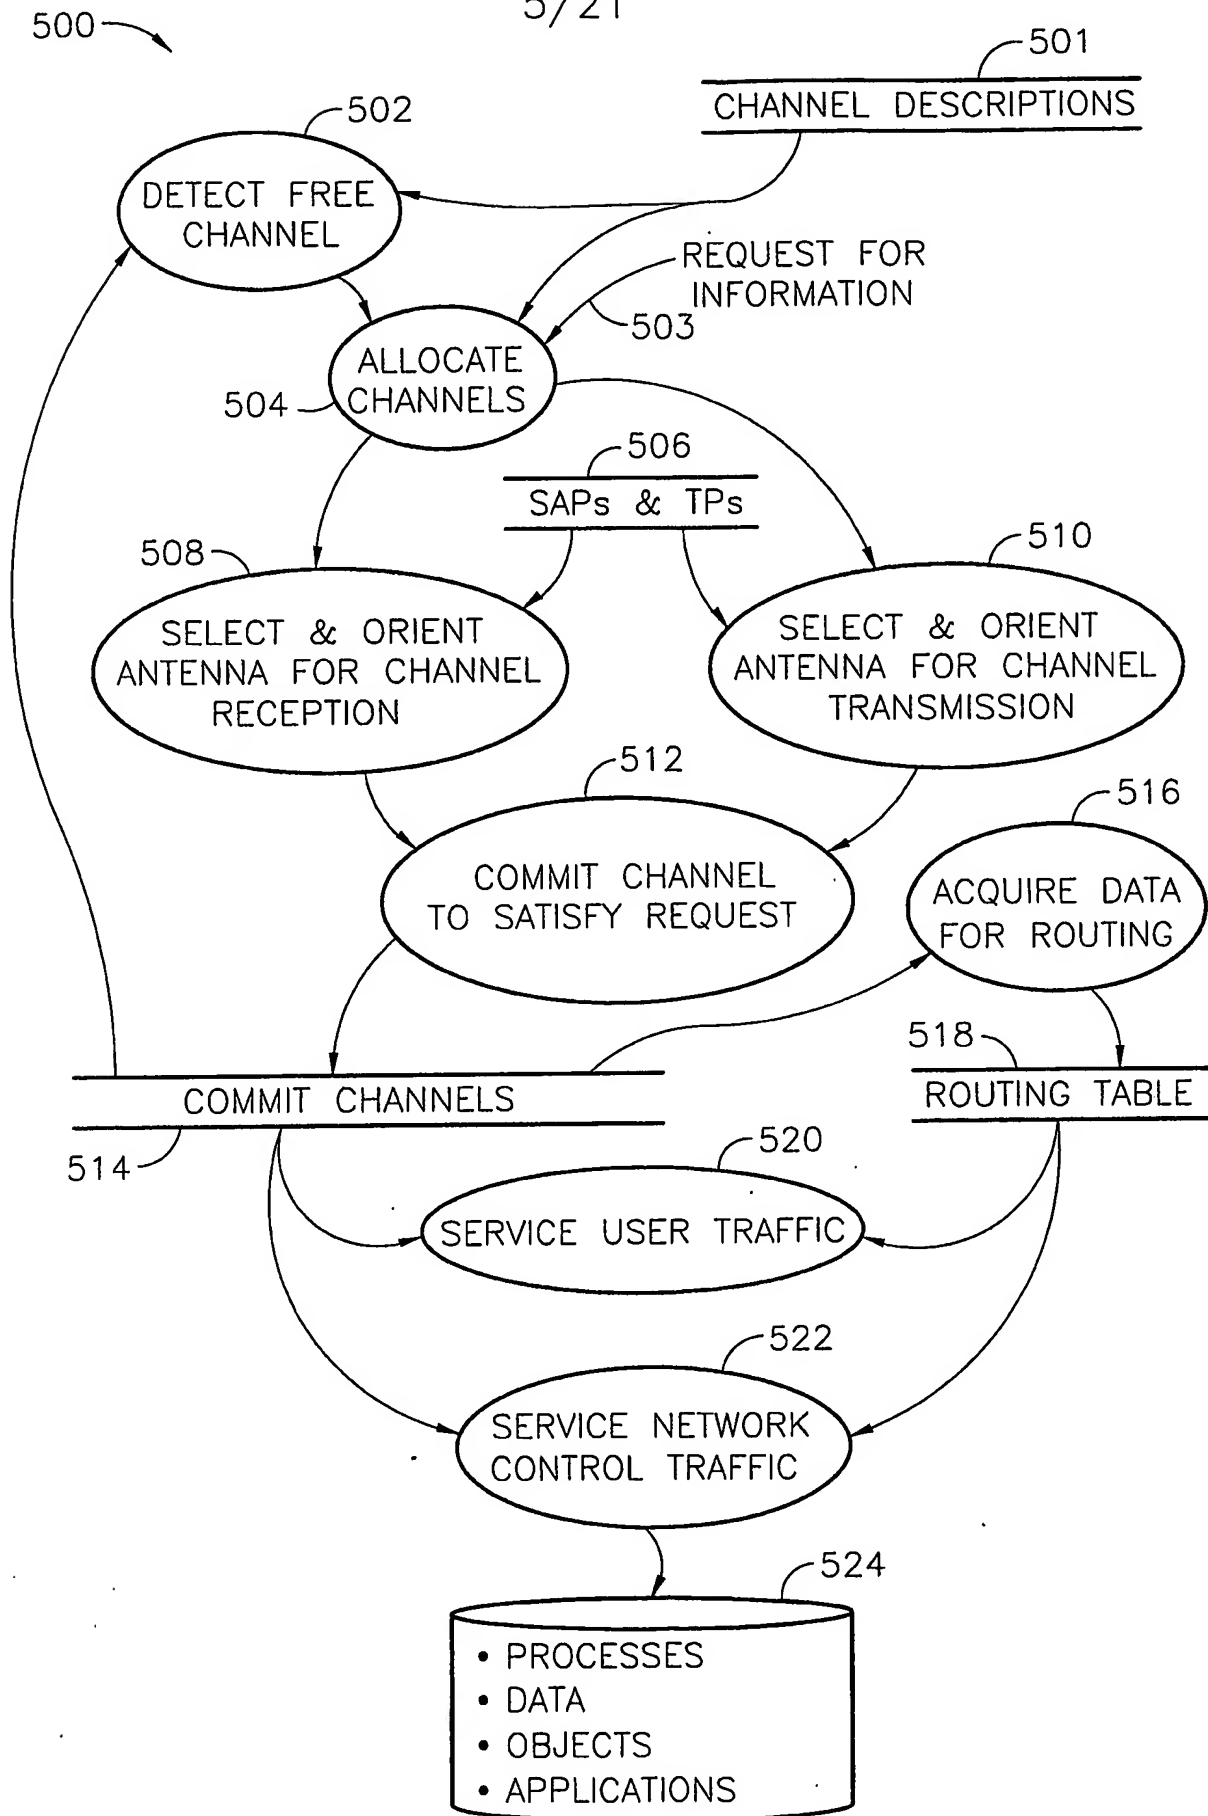 5/21
500
501
CHANNEL DESCRIPTIONS
502
DETECT FREE
CHANNEL
REQUEST FOR
INFORMATION
503
ALLOCATE
CHANNELS
504
506
SAPs & TPs
508
SELECT & ORIENT
ANTENNA FOR CHANNEL
RECEPTION
510
SELECT & ORIENT
ANTENNA FOR CHANNEL
TRANSMISSION
512
COMMIT CHANNEL
TO SATISFY REQUEST
516
ACQUIRE DATA
FOR ROUTING
COMMIT CHANNELS
514
518
ROUTING TABLE
520
SERVICE USER TRAFFIC
522
SERVICE NETWORK
CONTROL TRAFFIC
524
• PROCESSES
• DATA
• OBJECTS
• APPLICATIONS